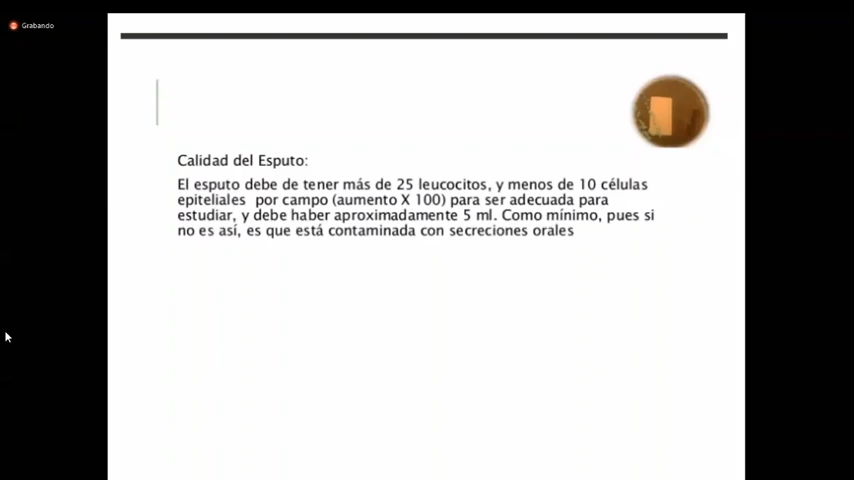 Grabando
Calidad del Esputo:
El esputo debe de tener más de 25 leucocitos, y menos de 10 células
epiteliales por campo (aumento X 100) para ser adecuada para
estudiar, y debe haber aproximadamente 5 ml. Como mínimo, pues si
no es así, es que está contaminada con secreciones orales